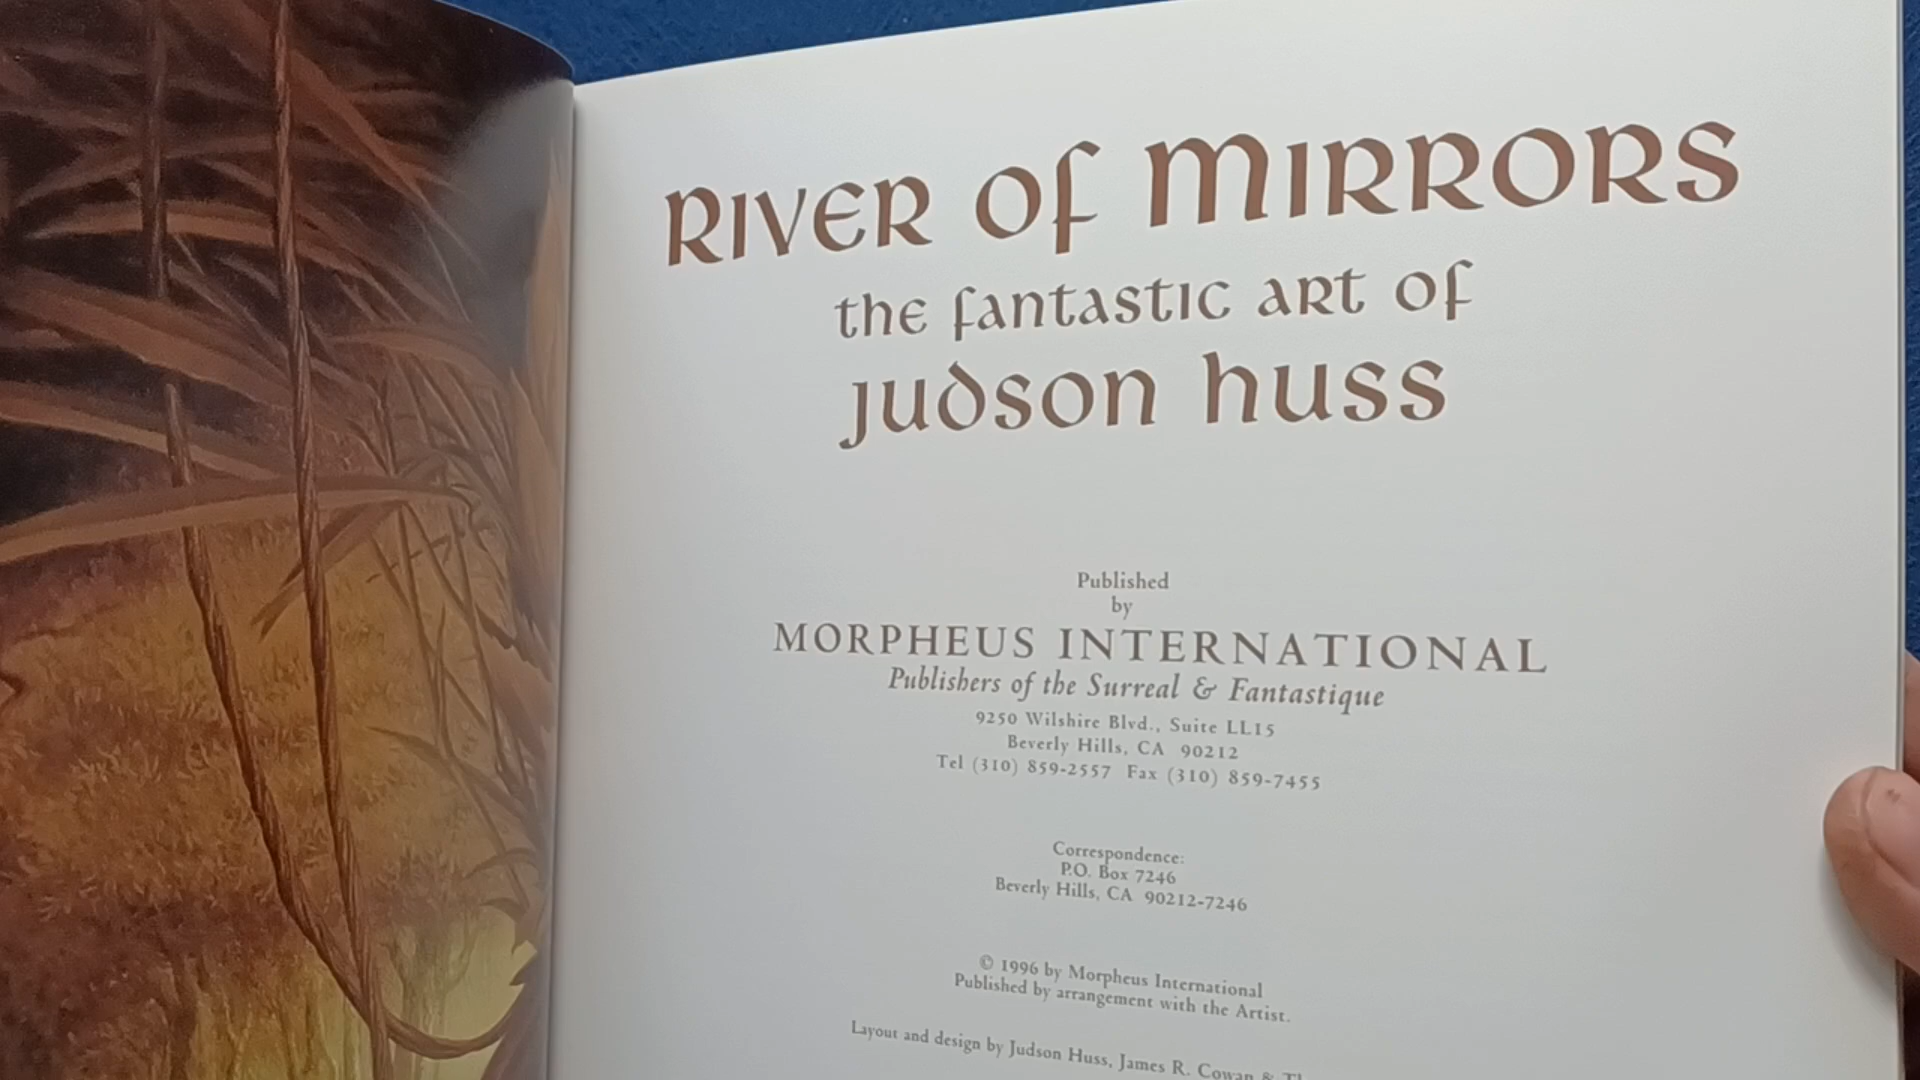 RIVER OF MIRRORS
the fantastic art of
judson huss
Published
by
MORPHEUS INTERNATIONAL
Publishers of the Surreal & Fantastique
9250 Wilshire Blvd., Suite LL15
Beverly Hills, CA 90212
Tel (310) 859-2557 Fax (310) 859-7455
Correspondence:
P.O. Box 7246
Beverly Hills, CA 90212-7246
© 1996 by Morpheus International
Published by arrangement with the Artist.
Layout and design by Judson Huss, James R. Cowan &